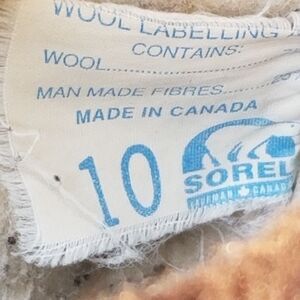 WOOL LABELLING
CONTAINS:
WOOL
MAN MADE FIBRES
MADE IN CANADA
10
SOREL
CANADA